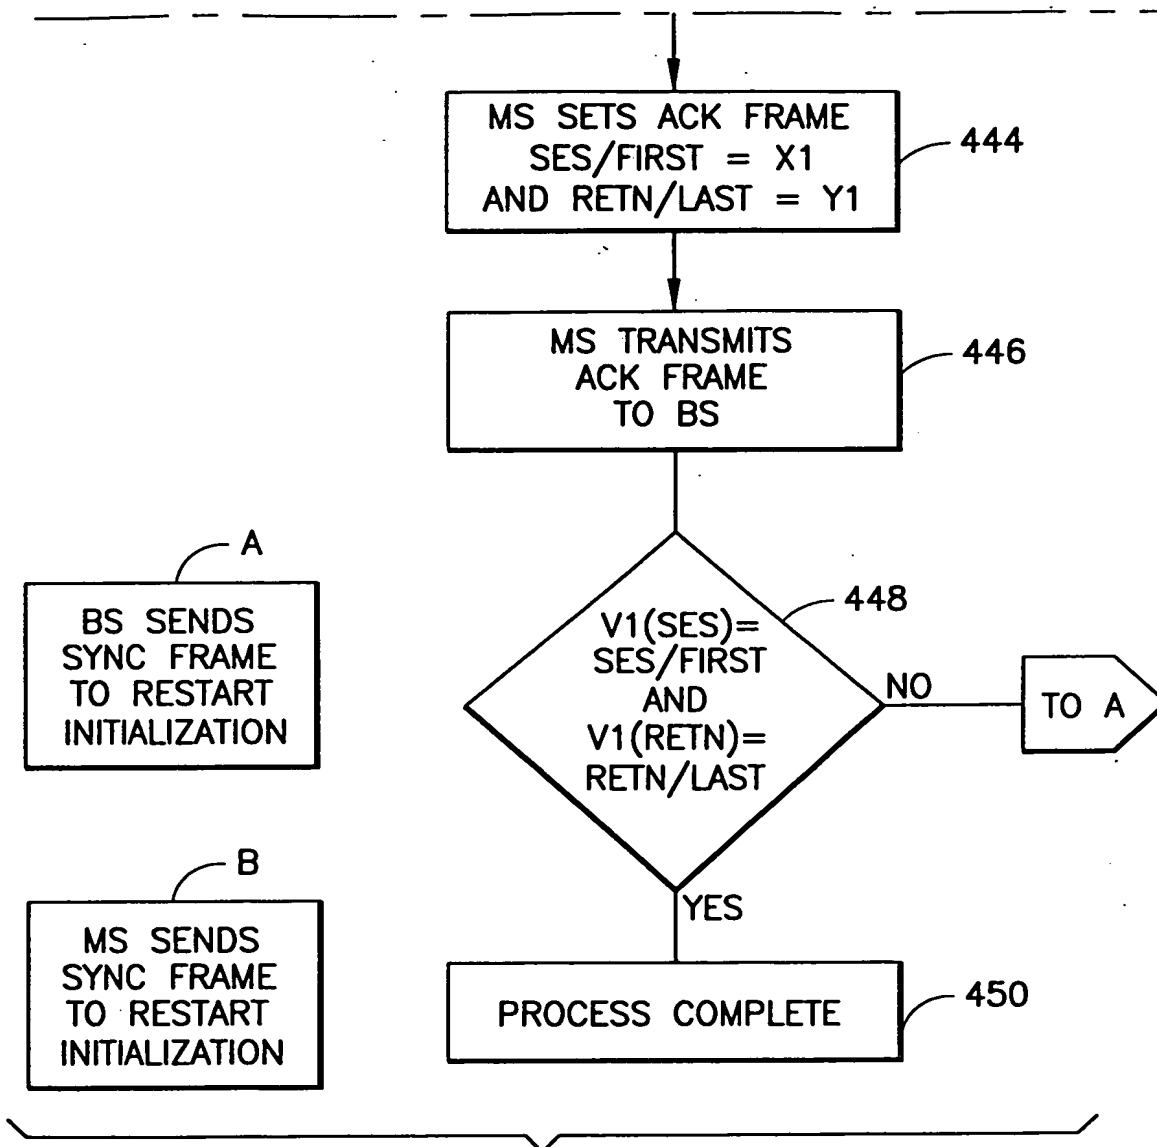 MS SETS ACK FRAME
SES/FIRST = X1
AND RETN/LAST = Y1
444
MS TRANSMITS
ACK FRAME
TO BS
446
A
BS SENDS
SYNC FRAME
TO RESTART
INITIALIZATION
448
V1(SES)=
SES/FIRST
AND
V1(RETN)=
RETN/LAST
NO
TO A
YES
B
MS SENDS
SYNC FRAME
TO RESTART
INITIALIZATION
PROCESS COMPLETE
450